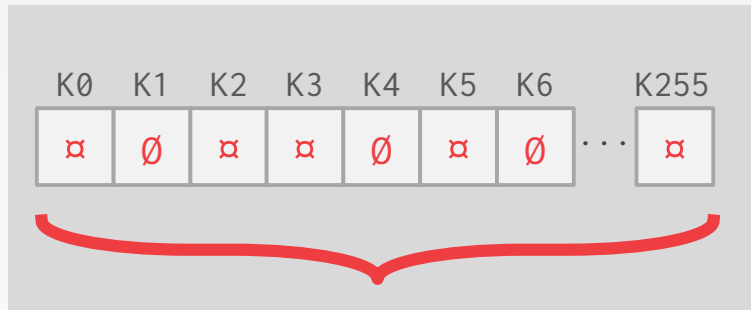 K0 K1 K2 K3 K4 K5 K6 K255
¤ Ø ¤ ¤ Ø ¤ Ø ··· ¤